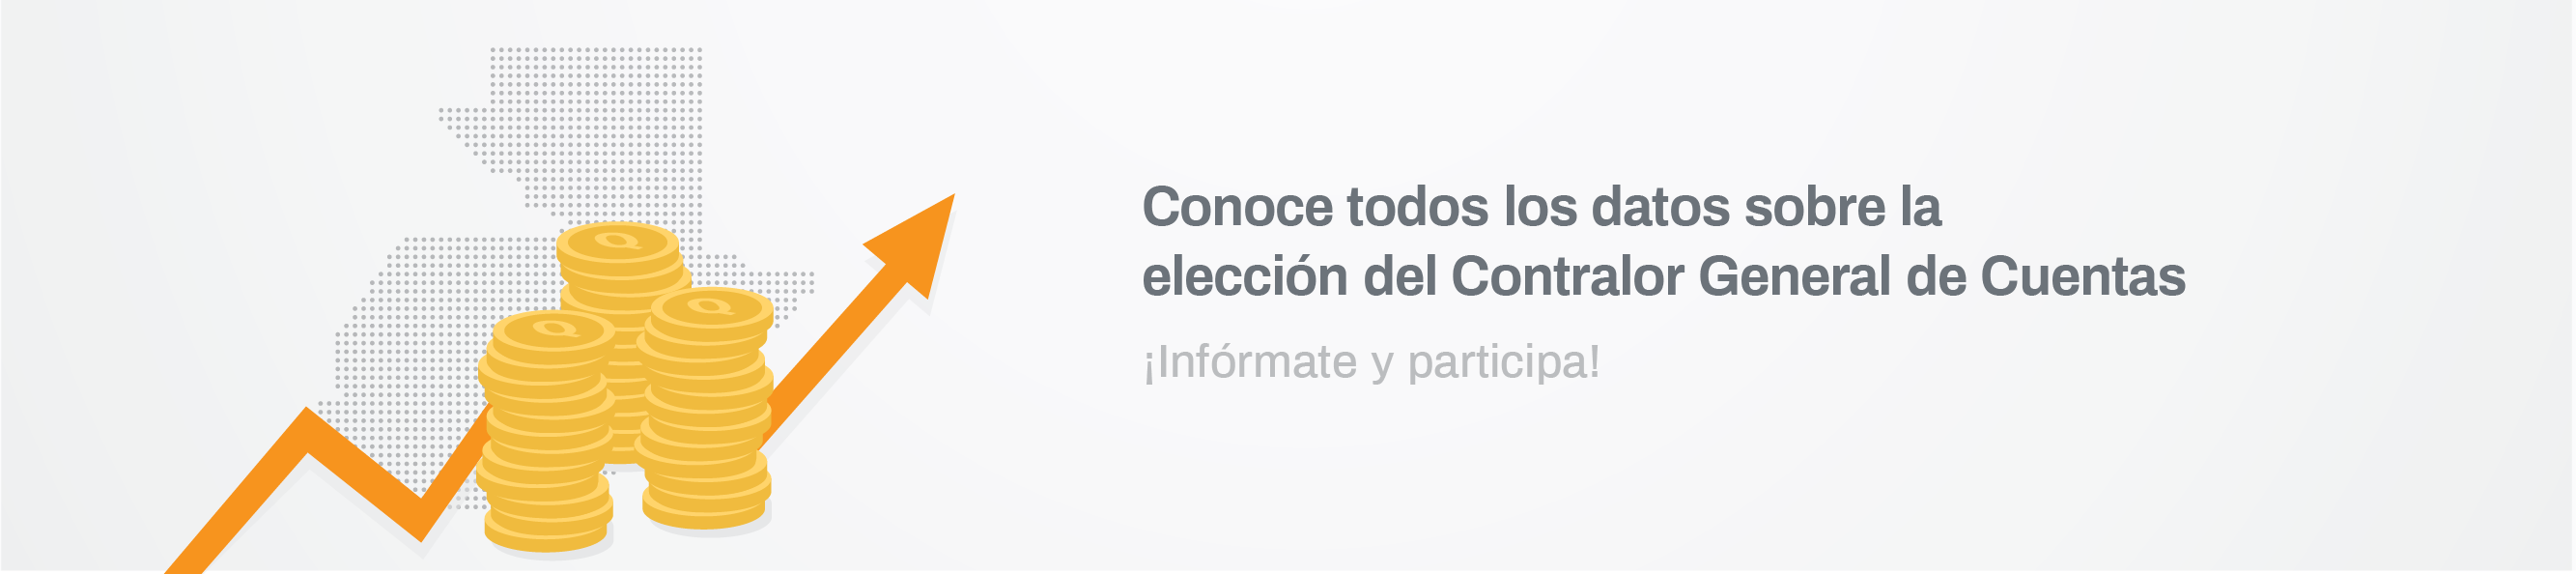 Conoce todos los datos sobre la
elección del Contralor General de Cuentas
¡Infórmate y participa!
Q
Q
Q